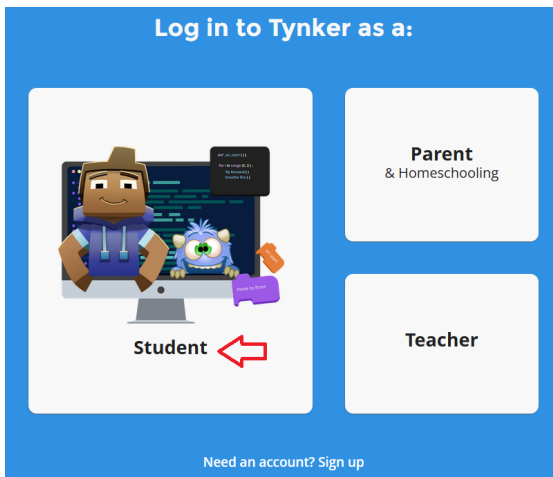 Log in to Tynker as a:
Student
Parent
& Homeschooling
Teacher
Need an account? Sign up